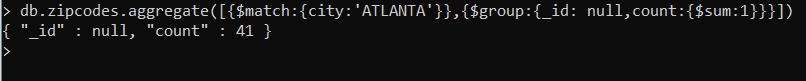 > db.zipcodes.aggregate([{$match:{city:'ATLANTA'}},{$group:{_id: null,count:{$sum:1}}}])
{ "_id" : null, "count" : 41 }
>